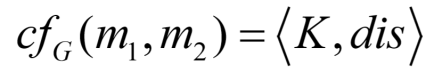 cf_G(m_1, m_2) = ⟨K, dis⟩